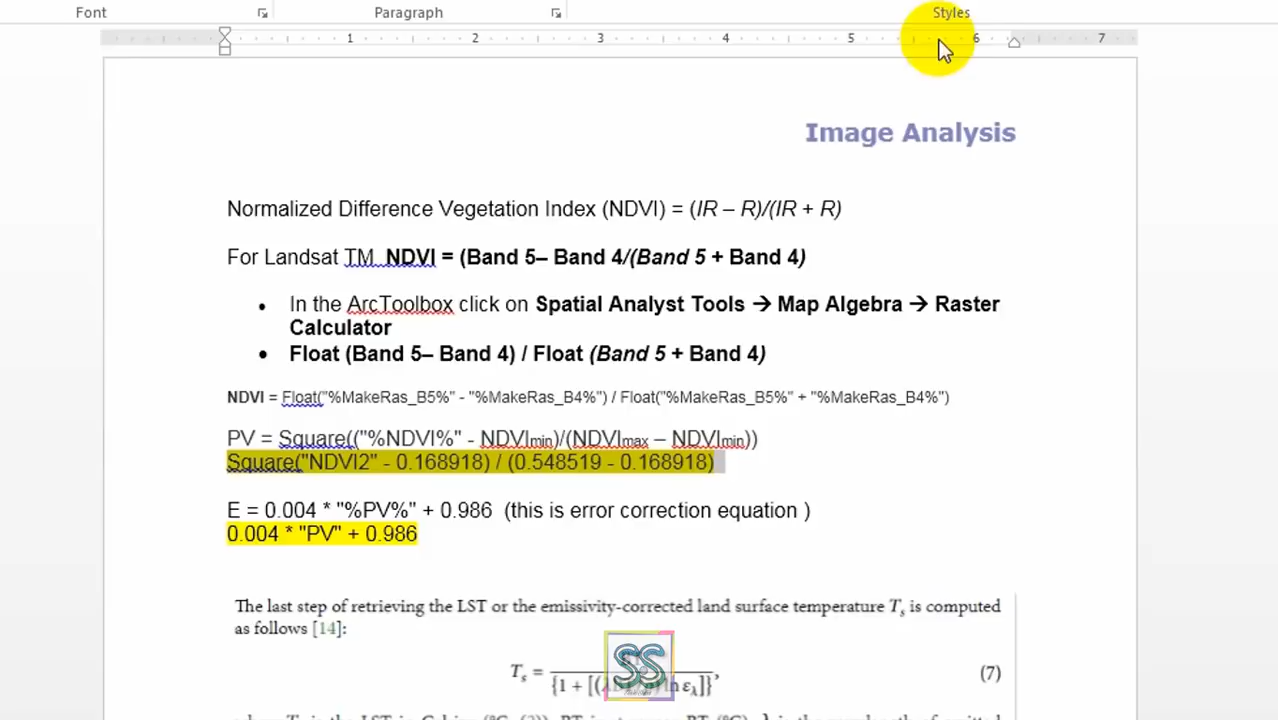 Font Paragraph Styles
1 2 3 4 5 6 7
Image Analysis
Normalized Difference Vegetation Index (NDVI) = (IR – R)/(IR + R)
For Landsat TM NDVI = (Band 5– Band 4/(Band 5 + Band 4)
• In the ArcToolbox click on Spatial Analyst Tools → Map Algebra → Raster
Calculator
• Float (Band 5– Band 4) / Float (Band 5 + Band 4)
NDVI = Float("%MakeRas_B5%" - "%MakeRas_B4%") / Float("%MakeRas_B5%" + "%MakeRas_B4%")
PV = Square(("%NDVI%" - NDVImin)/(NDVImax – NDVImin))
Square("NDVI2" - 0.168918) / (0.548519 - 0.168918)
E = 0.004 * "%PV%" + 0.986 (this is error correction equation )
0.004 * "PV" + 0.986
The last step of retrieving the LST or the emissivity-corrected land surface temperature Ts is computed
as follows [14]:
Ts =
{1 + [( ln ελ]}, (7)
SS